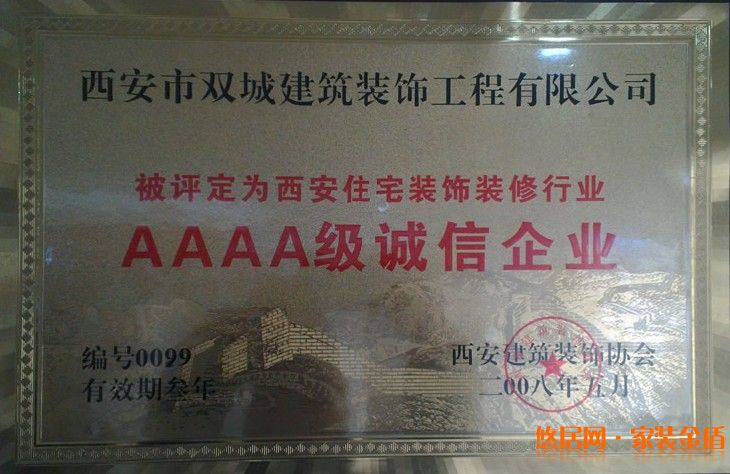 西安市双城建筑装饰工程有限公司
被评定为西安住宅装饰装修行业
AAAA级诚信企业
编号0099
有效期叁年
西安建筑装饰协会
二00八年五月
悠居网·家装金盾